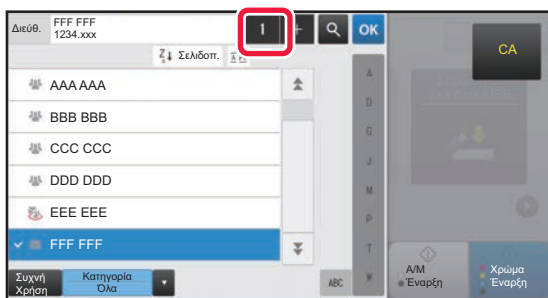 Διεύθ.
FFF FFF
1234.xxx
1
+
OK
CA
Z
Σελιδοπ.
AAA AAA
BBB BBB
CCC CCC
DDD DDD
EEE EEE
FFF FFF
A
D
G
J
M
P
T
W
ABC
Συχνή
Χρήση
Κατηγορία
Όλα
Α/Μ
Έναρξη
Χρώμα
Έναρξη